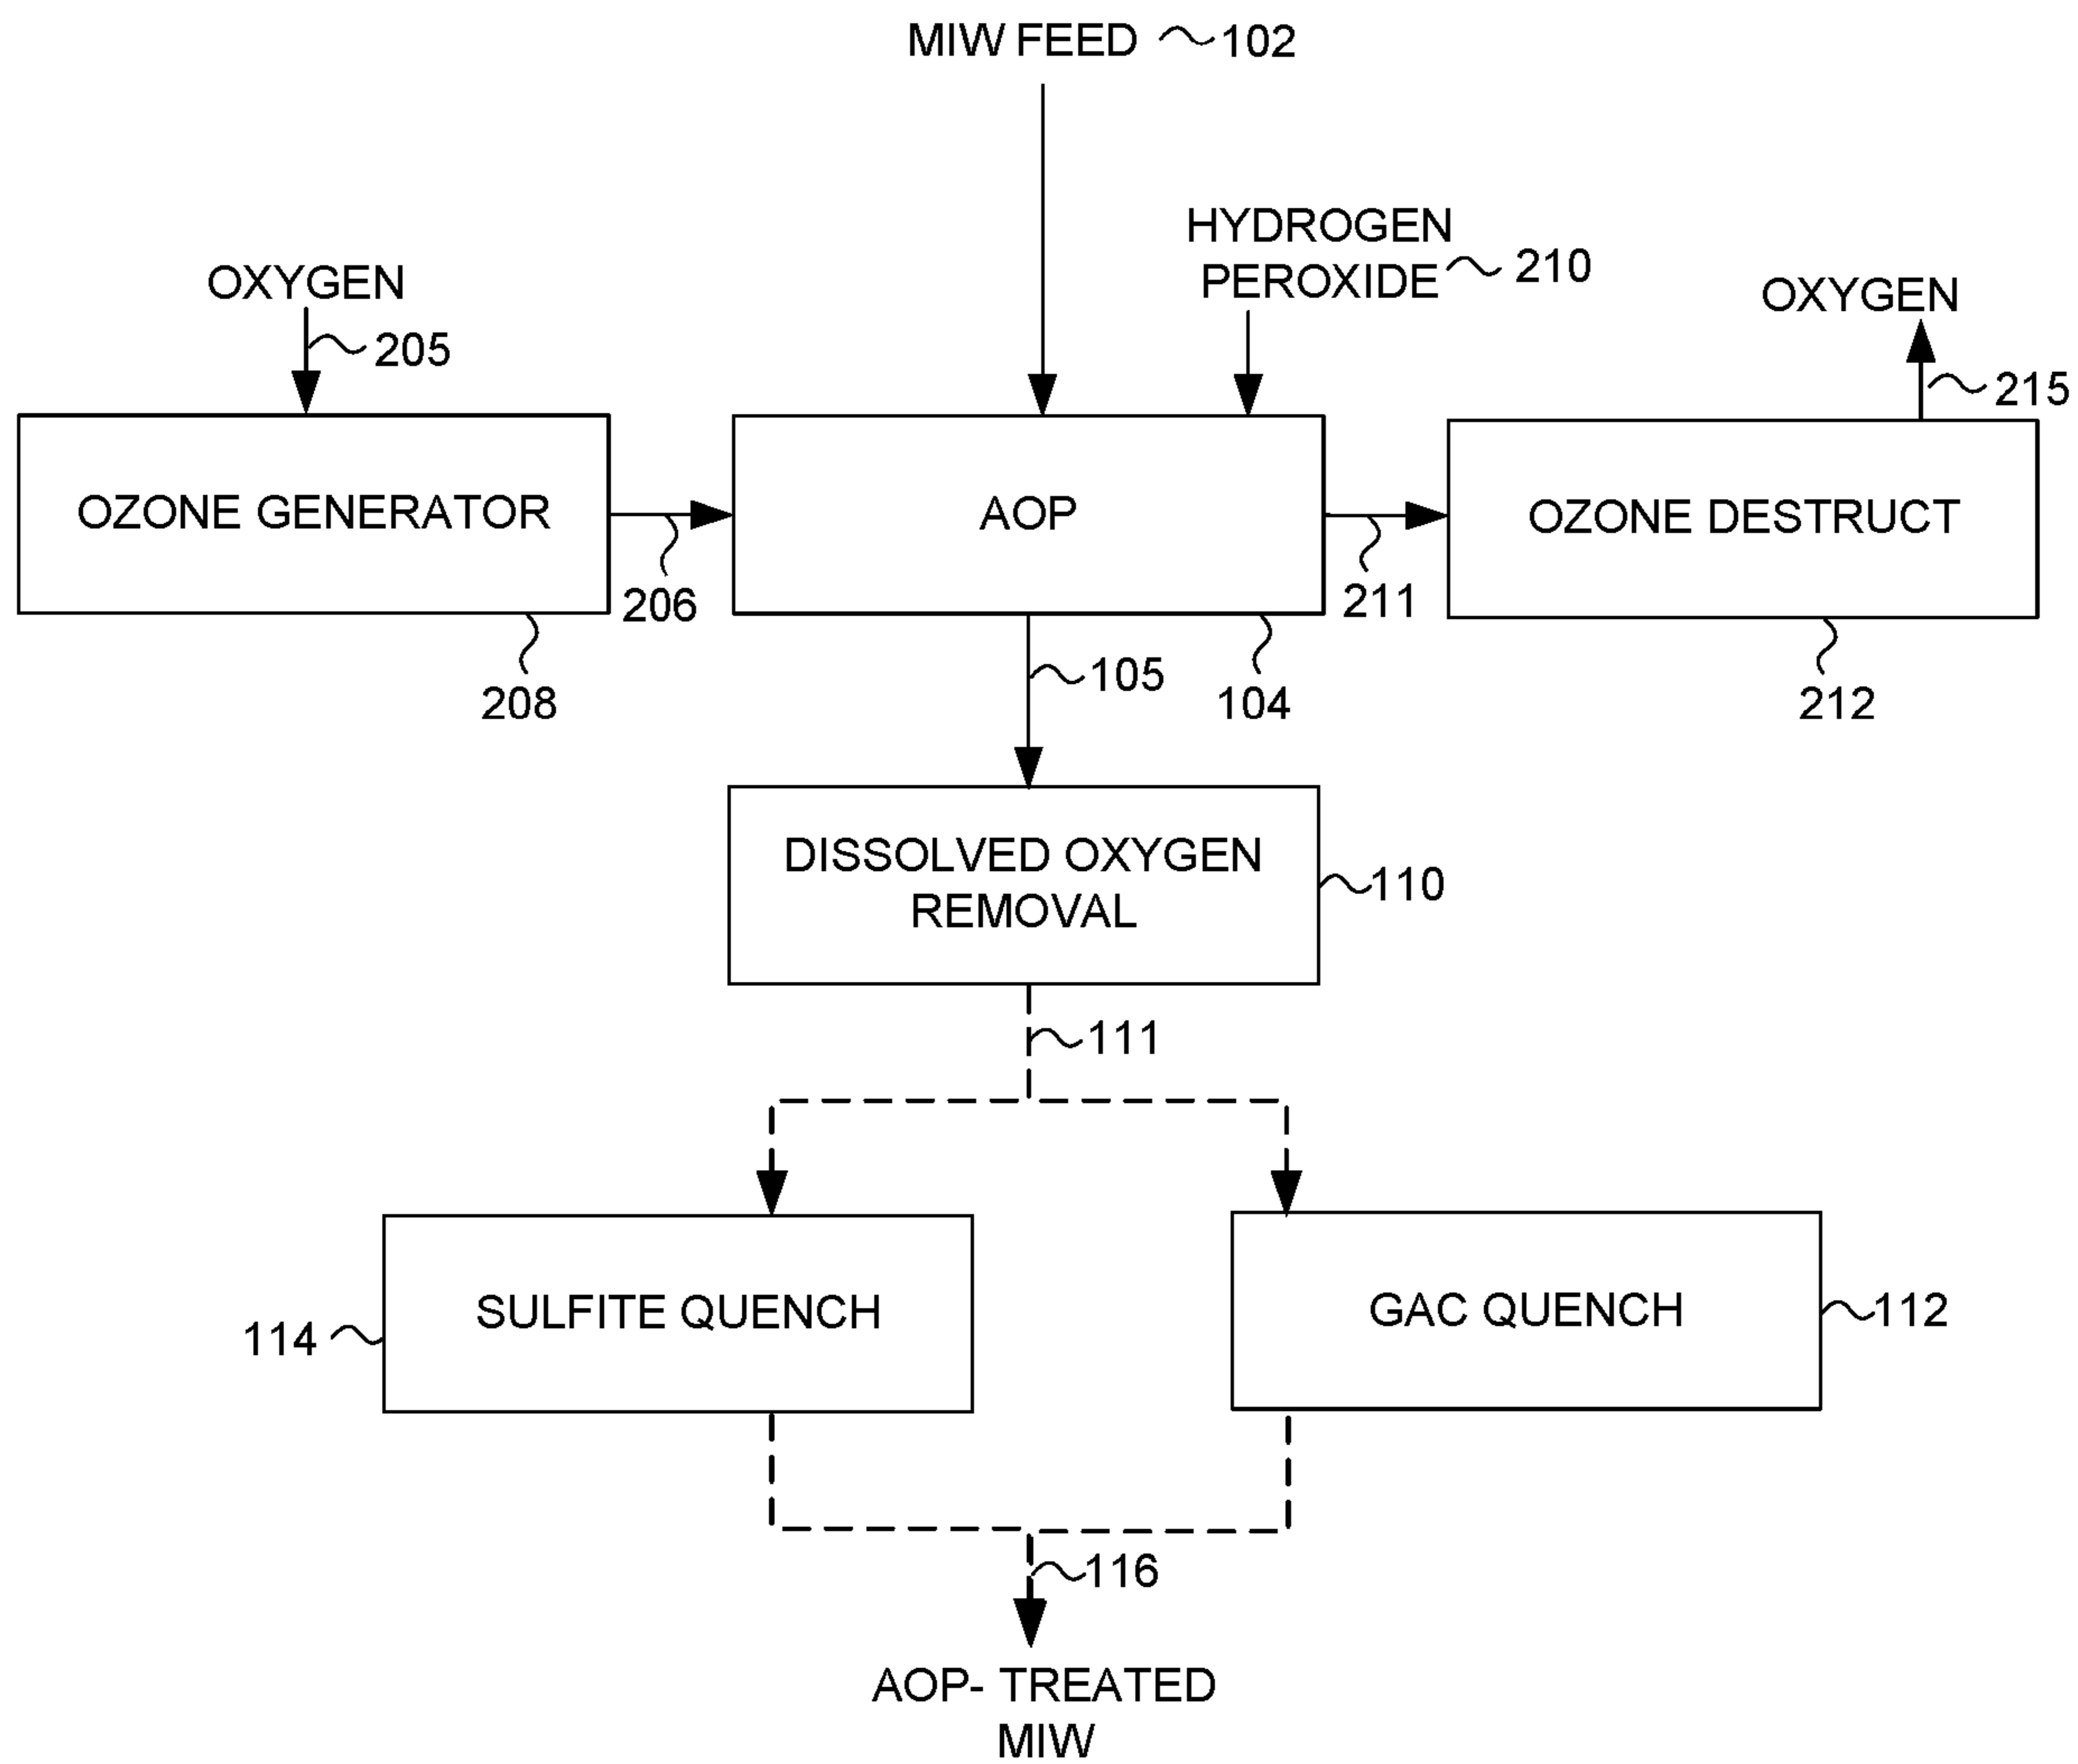 MIW FEED 102
HYDROGEN
PEROXIDE 210
OXYGEN
205
OXYGEN
215
OZONE GENERATOR
AOP
OZONE DESTRUCT
206
211
208
105
104
212
DISSOLVED OXYGEN
REMOVAL
110
111
SULFITE QUENCH
GAC QUENCH
114
112
116
AOP- TREATED
MIW